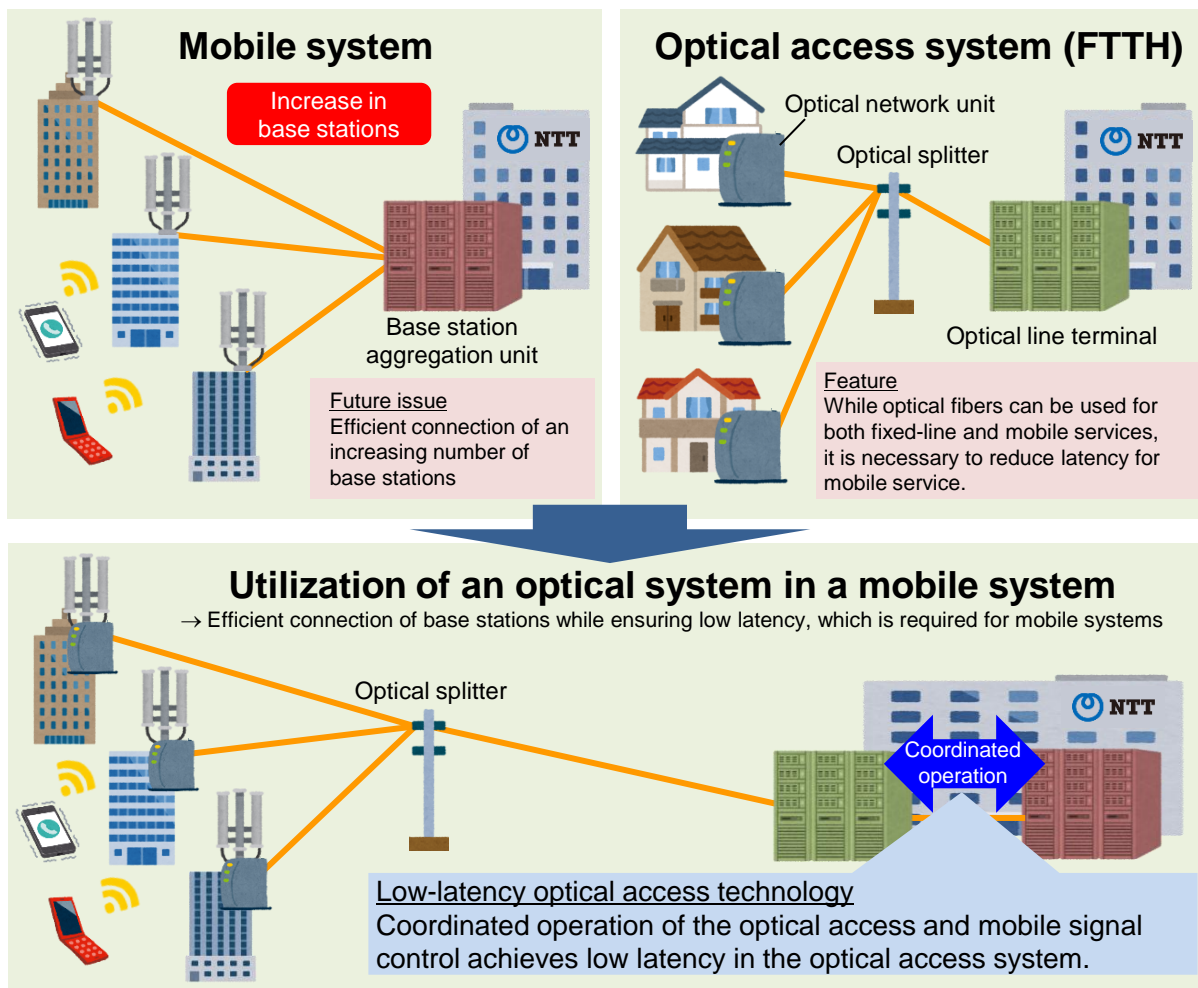 Mobile system
Increase in
base stations
NTT
Base station
aggregation unit
Future issue
Efficient connection of an
increasing number of
base stations
Optical access system (FTTH)
Optical network unit
Optical splitter
NTT
Optical line terminal
Feature
While optical fibers can be used for
both fixed-line and mobile services,
it is necessary to reduce latency for
mobile service.
Utilization of an optical system in a mobile system
→ Efficient connection of base stations while ensuring low latency, which is required for mobile systems
Optical splitter
NTT
Coordinated
operation
Low-latency optical access technology
Coordinated operation of the optical access and mobile signal
control achieves low latency in the optical access system.